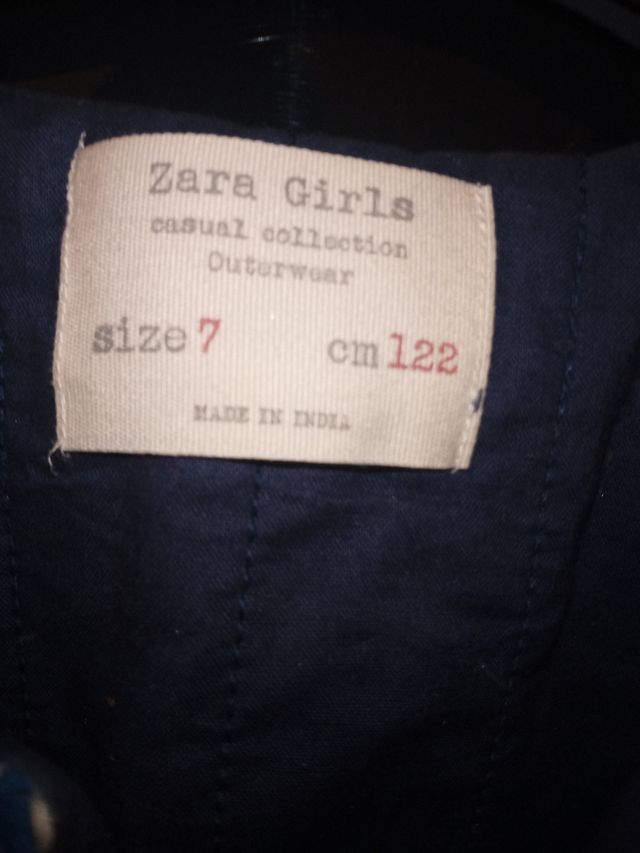 Zara Girls
casual collection
Outerwear
size 7 cm 122
MADE IN INDIA